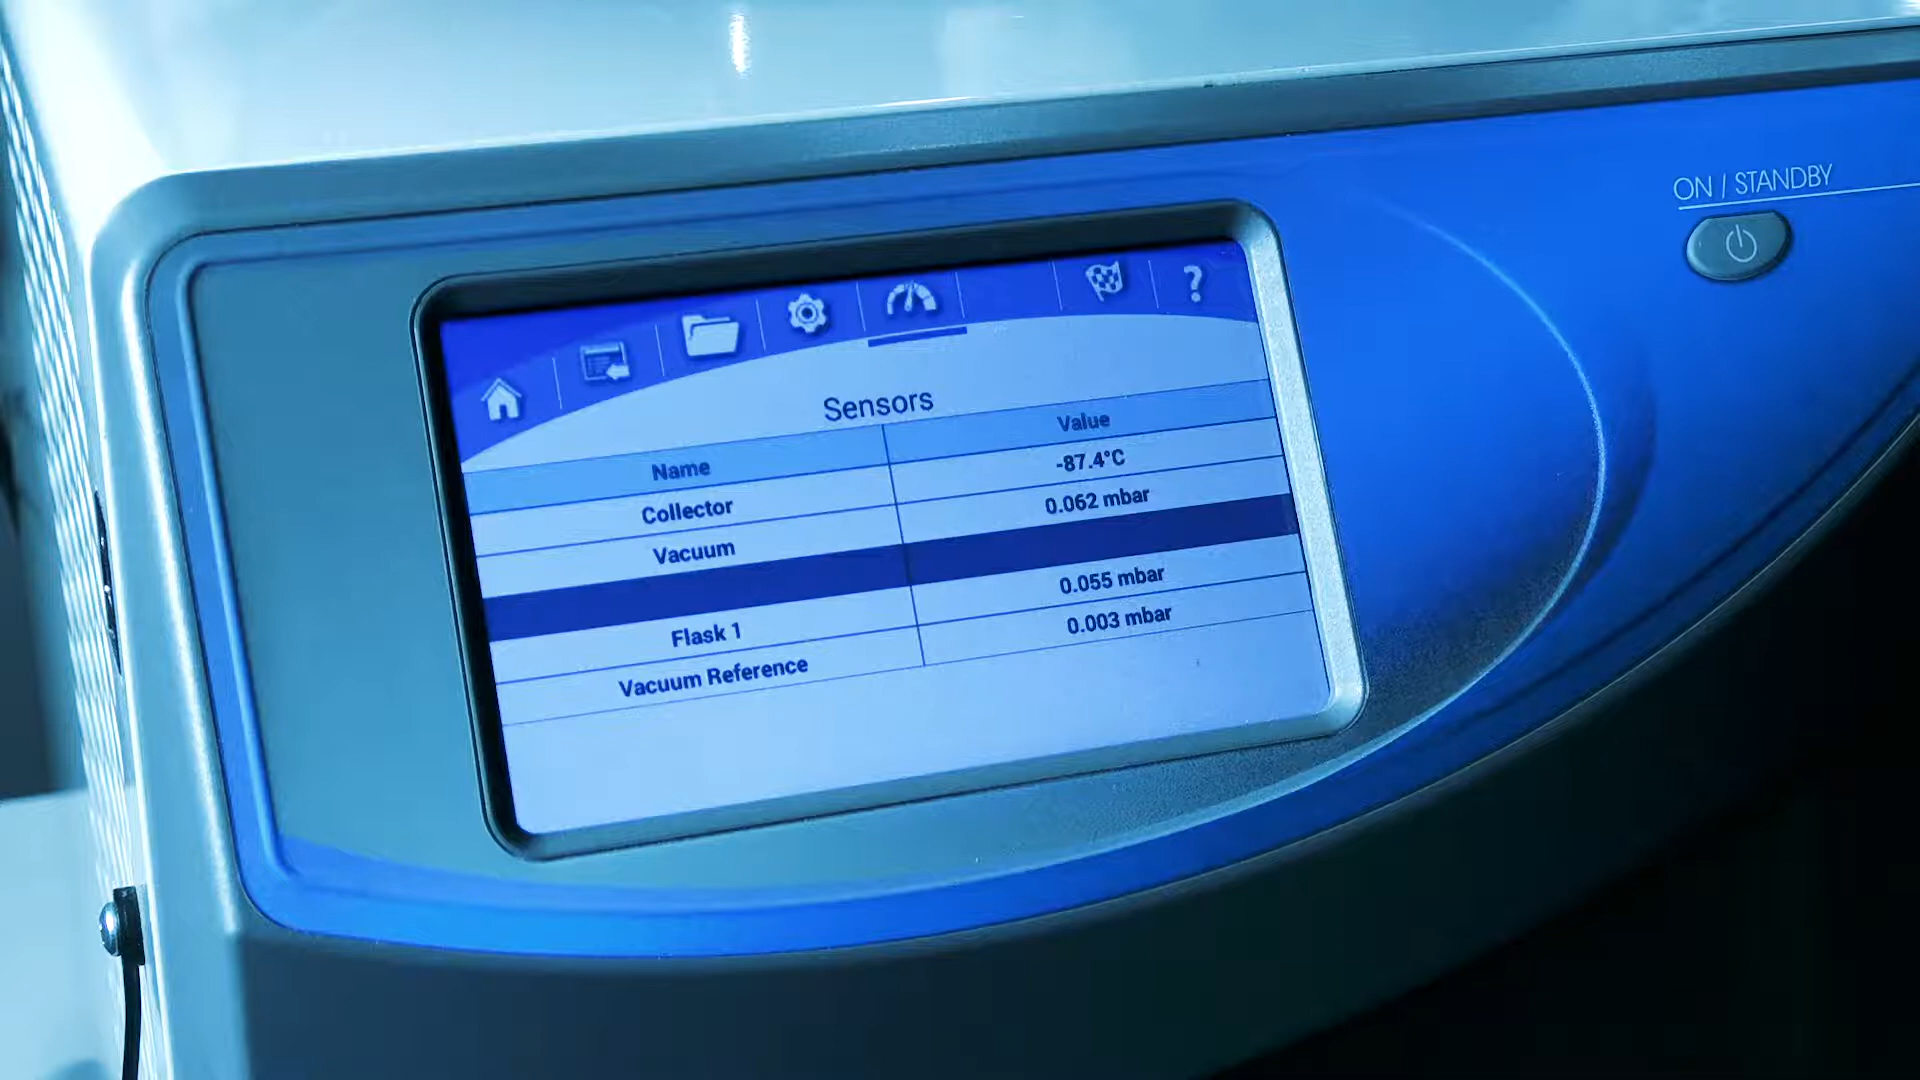 ON / STANDBY
?
Sensors
Name Value
Collector -87.4°C
Vacuum 0.062 mbar
Flask 1 0.055 mbar
Vacuum Reference 0.003 mbar